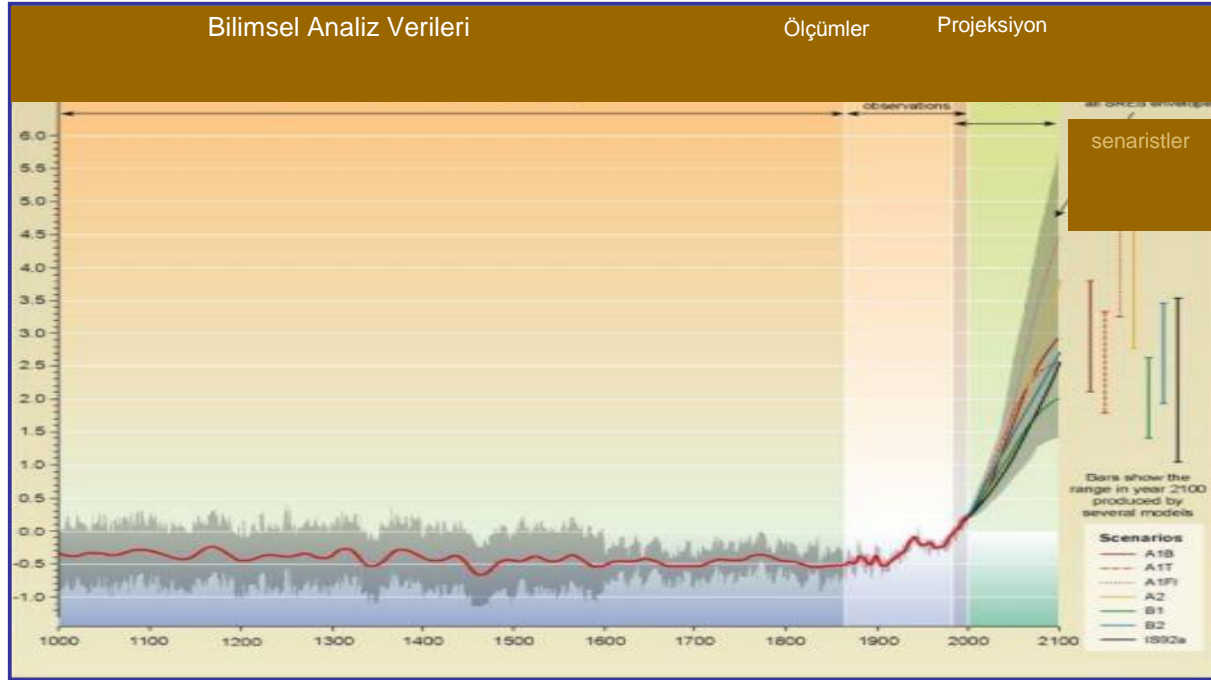 Bilimsel Analiz Verileri
Ölçümler
Projeksiyon
observations
all SRES envelope
senaristler
6.0
5.5
5.0
4.5
4.0
3.5
3.0
2.5
2.0
1.5
1.0
0.5
0.0
-0.5
-1.0
1000 1100 1200 1300 1400 1500 1600 1700 1800 1900 2000 2100
Bars show the
range in year 2100
produced by
several models
Scenarios
A1B
A1T
A1FI
A2
B1
B2
IS92a